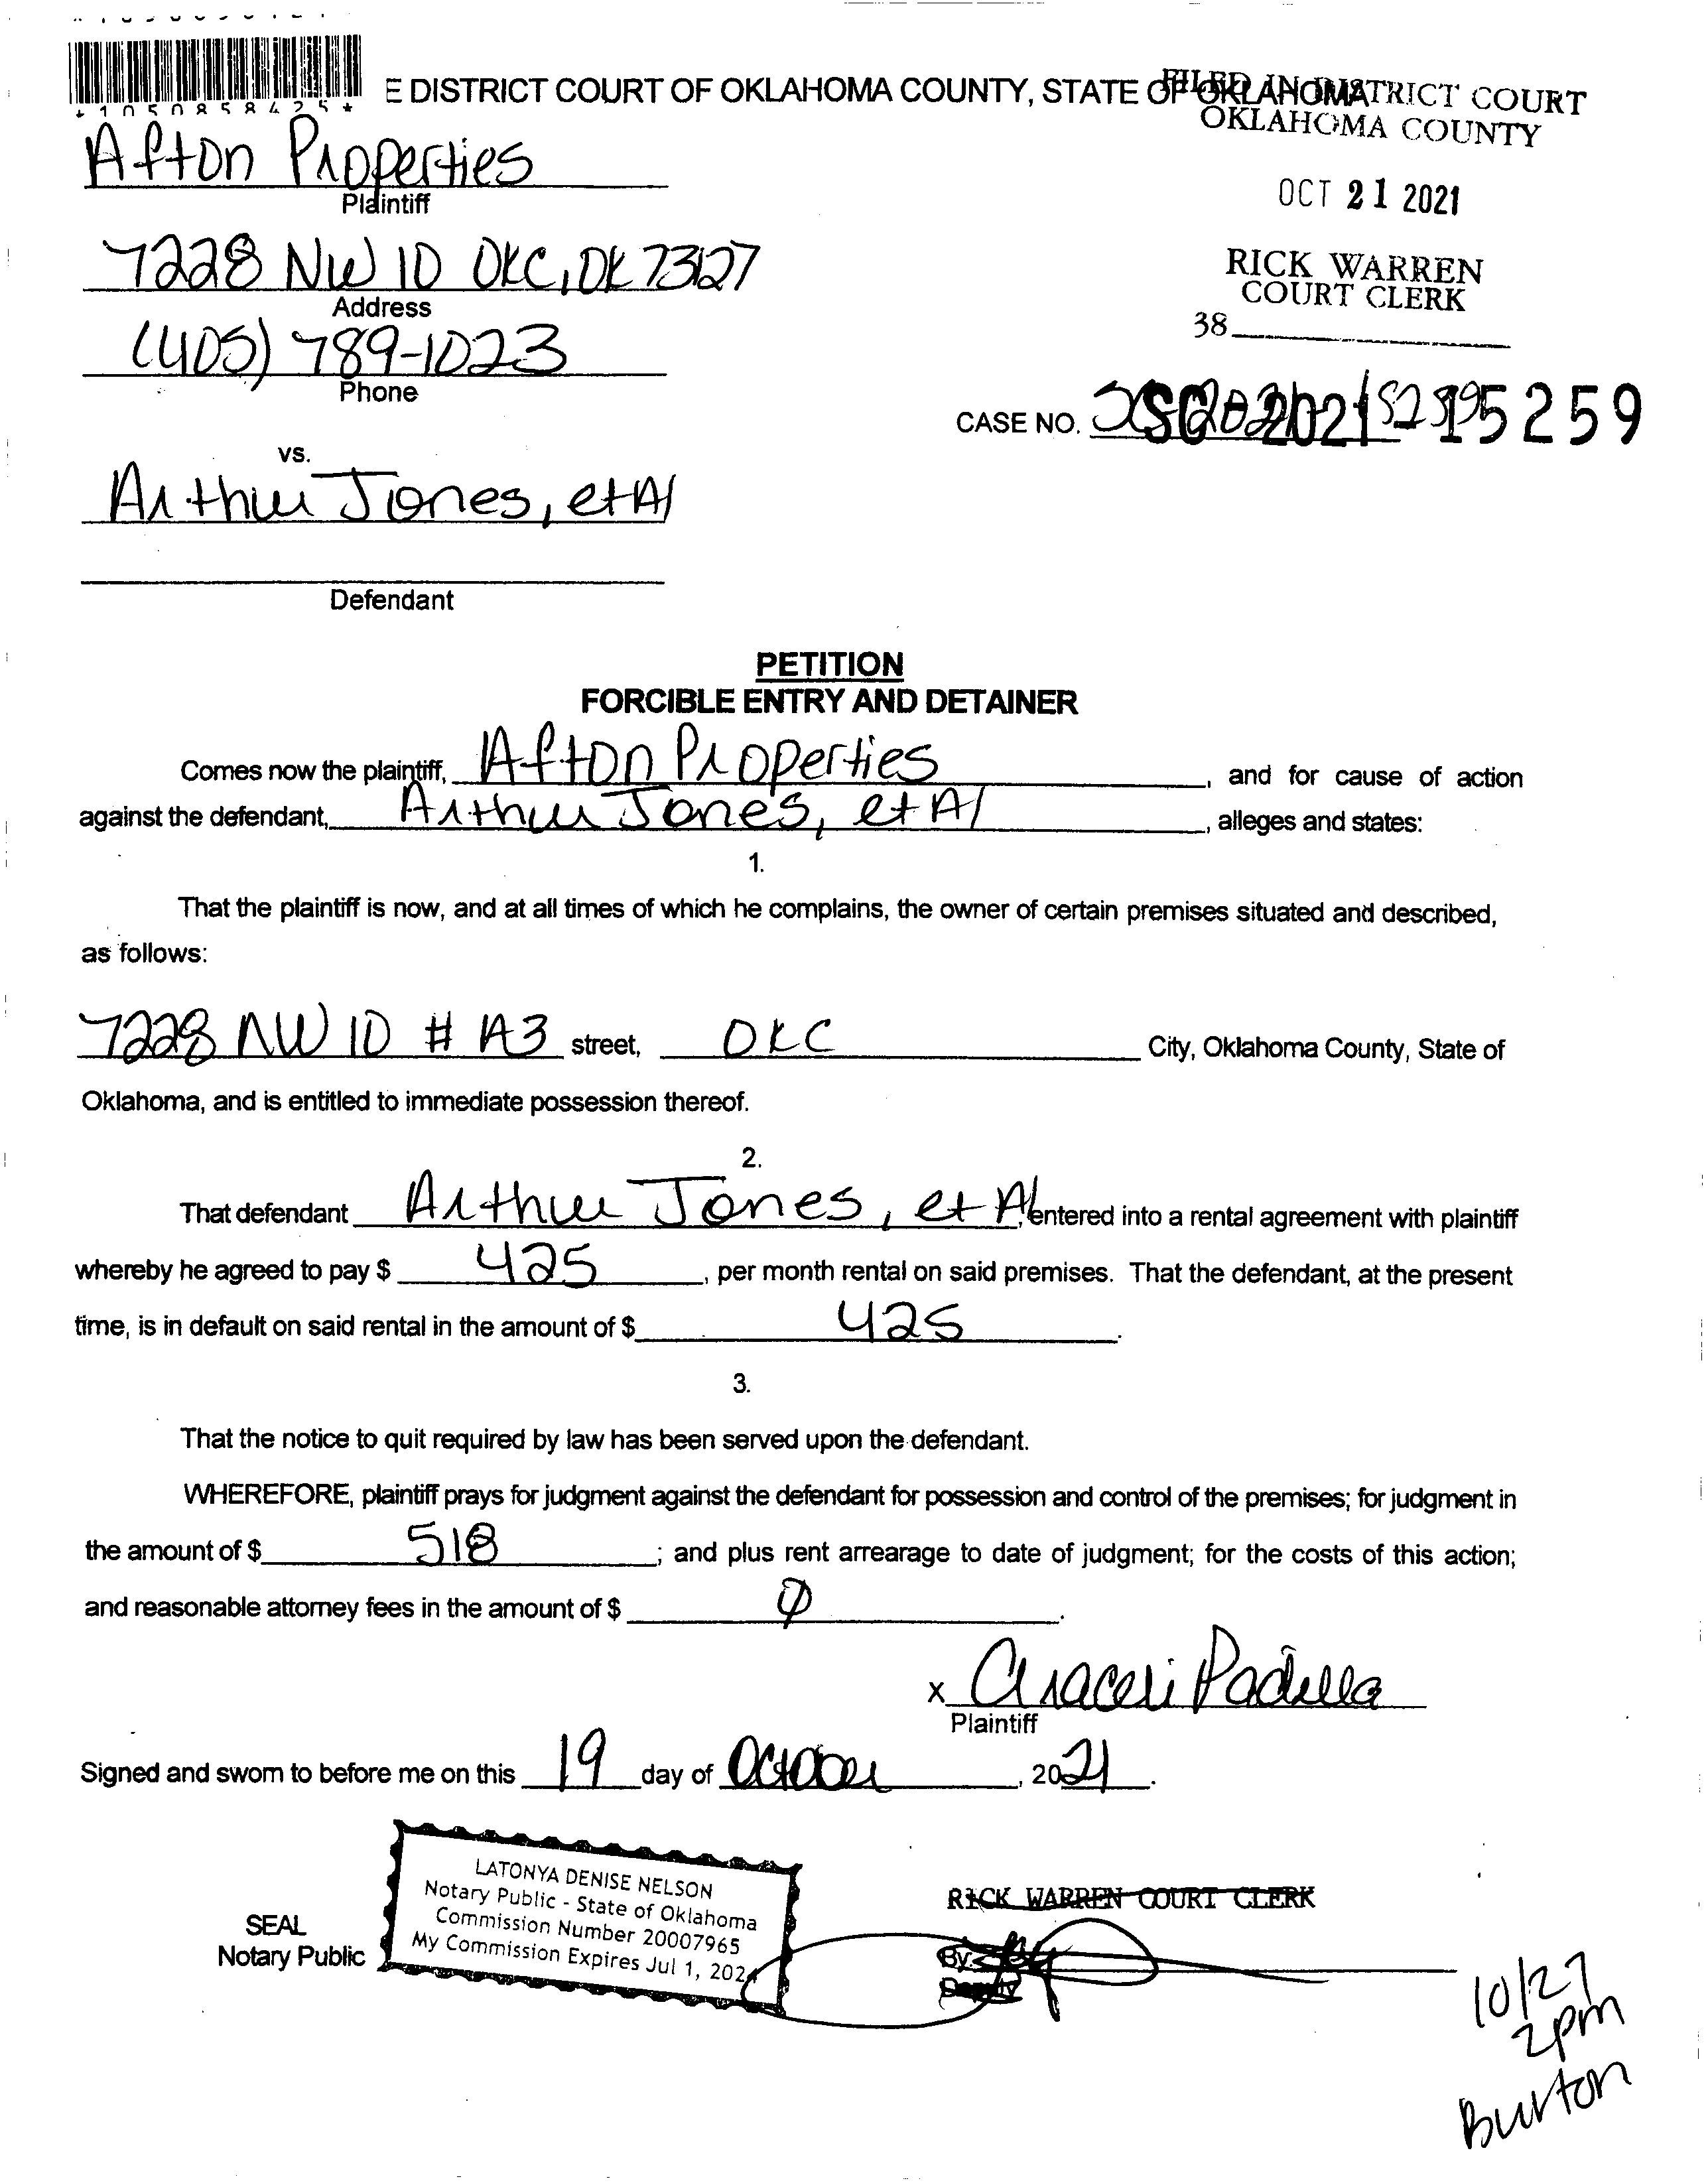 *1050858425*
E DISTRICT COURT OF OKLAHOMA COUNTY, STATE OF OKLAHOMA
FILED IN DISTRICT COURT
OKLAHOMA COUNTY
OCT 21 2021
RICK WARREN
COURT CLERK
38
Afton Properties
Plaintiff
7228 NW 10 OKC, OK 73127
Address
(405) 789-1023
Phone
CASE NO. SC-2021 15259
vs.
Arthur Jones, et Al
Defendant
PETITION
FORCIBLE ENTRY AND DETAINER
Comes now the plaintiff, Afton Properties, and for cause of action
against the defendant, Arthur Jones, et Al, alleges and states:
1.
That the plaintiff is now, and at all times of which he complains, the owner of certain premises situated and described,
as follows:
7228 NW 10 # A3 street, OKC City, Oklahoma County, State of
Oklahoma, and is entitled to immediate possession thereof.
2.
That defendant Arthur Jones, et Al, entered into a rental agreement with plaintiff
whereby he agreed to pay $ 425, per month rental on said premises. That the defendant, at the present
time, is in default on said rental in the amount of $ 425.
3.
That the notice to quit required by law has been served upon the defendant.
WHEREFORE, plaintiff prays for judgment against the defendant for possession and control of the premises; for judgment in
the amount of $ 518; and plus rent arrearage to date of judgment; for the costs of this action;
and reasonable attorney fees in the amount of $ Ø.
x Araceli Padilla
Plaintiff
Signed and sworn to before me on this 19 day of October, 2021.
LATONYA DENISE NELSON
Notary Public - State of Oklahoma
Commission Number 20007965
My Commission Expires Jul 1, 2024
SEAL
Notary Public
RICK WARREN COURT CLERK
By
Deputy
10/27
2pm
Burton